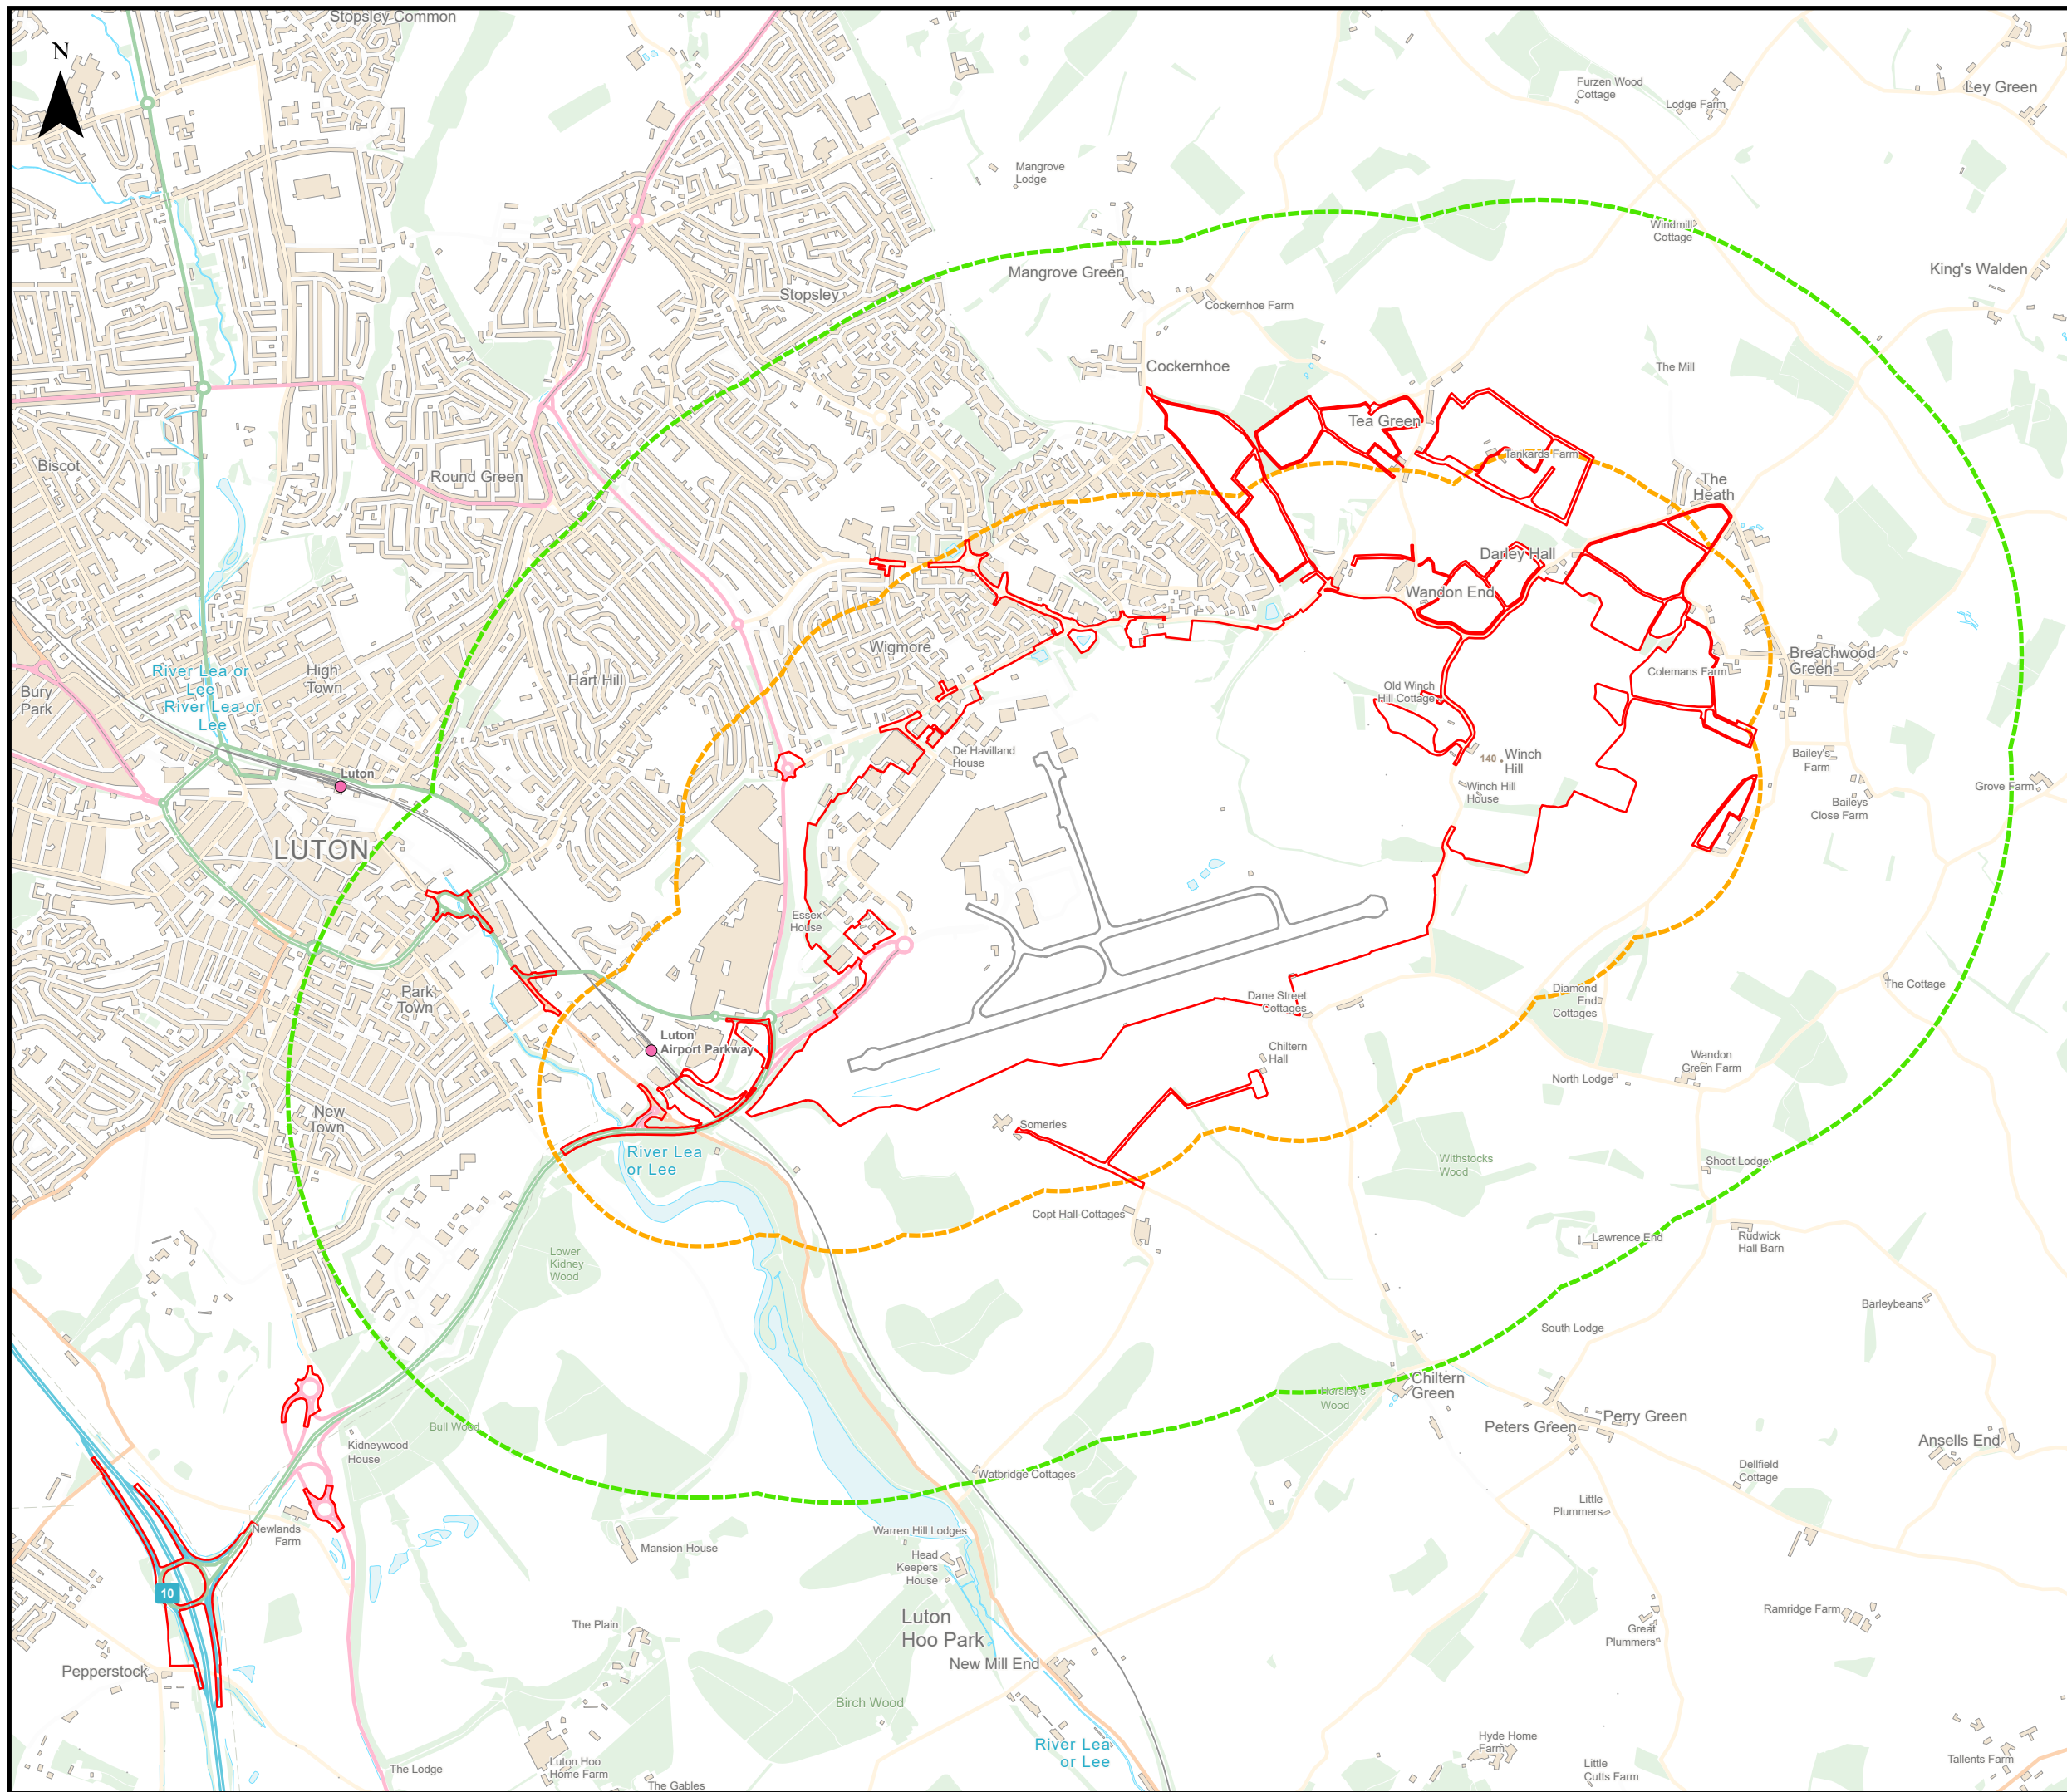 Stopsley Common
N
Furzen Wood
Cottage
Lodge Farm
Ley Green
Mangrove
Lodge
Windmill
Cottage
King's Walden
Mangrove Green
Stopsley
Cockernhoe Farm
Cockernhoe
The Mill
Tea Green
Tankards Farm
Biscot
Round Green
The
Heath
Darley Hall
Wandon End
Wigmore
Breachwood
Green
Colemans Farm
River Lea or
Lee
River Lea or
Lee
High
Town
Hart Hill
Bury
Park
Old Winch
Hill Cottage
De Havilland
House
140
Winch
Hill
Bailey's
Farm
Luton
Winch Hill
House
Grove Farm
Baileys
Close Farm
LUTON
Essex
House
Park
Town
Dane Street
Cottages
Diamond
End
Cottages
The Cottage
Luton
Airport Parkway
Chiltern
Hall
Wandon
Green Farm
North Lodge
New
Town
Someries
River Lea
or Lee
Withstocks
Wood
Shoot Lodge
Copt Hall Cottages
Lower
Kidney
Wood
Lawrence End
Rudwick
Hall Barn
Barleybeans
South Lodge
Chiltern
Green
Horsley's
Wood
Bull Wood
Peters Green
Perry Green
Kidneywood
House
Ansells End
Watbridge Cottages
Dellfield
Cottage
Little
Plummers
Newlands
Farm
Warren Hill Lodges
Mansion House
Head
Keepers
House
10
Luton
Hoo Park
The Plain
Ramridge Farm
Great
Plummers
Pepperstock
New Mill End
Birch Wood
River Lea
or Lee
Hyde Home
Farm
The Lodge
Luton Hoo
Home Farm
The Gables
Little
Cutts Farm
Tallents Farm